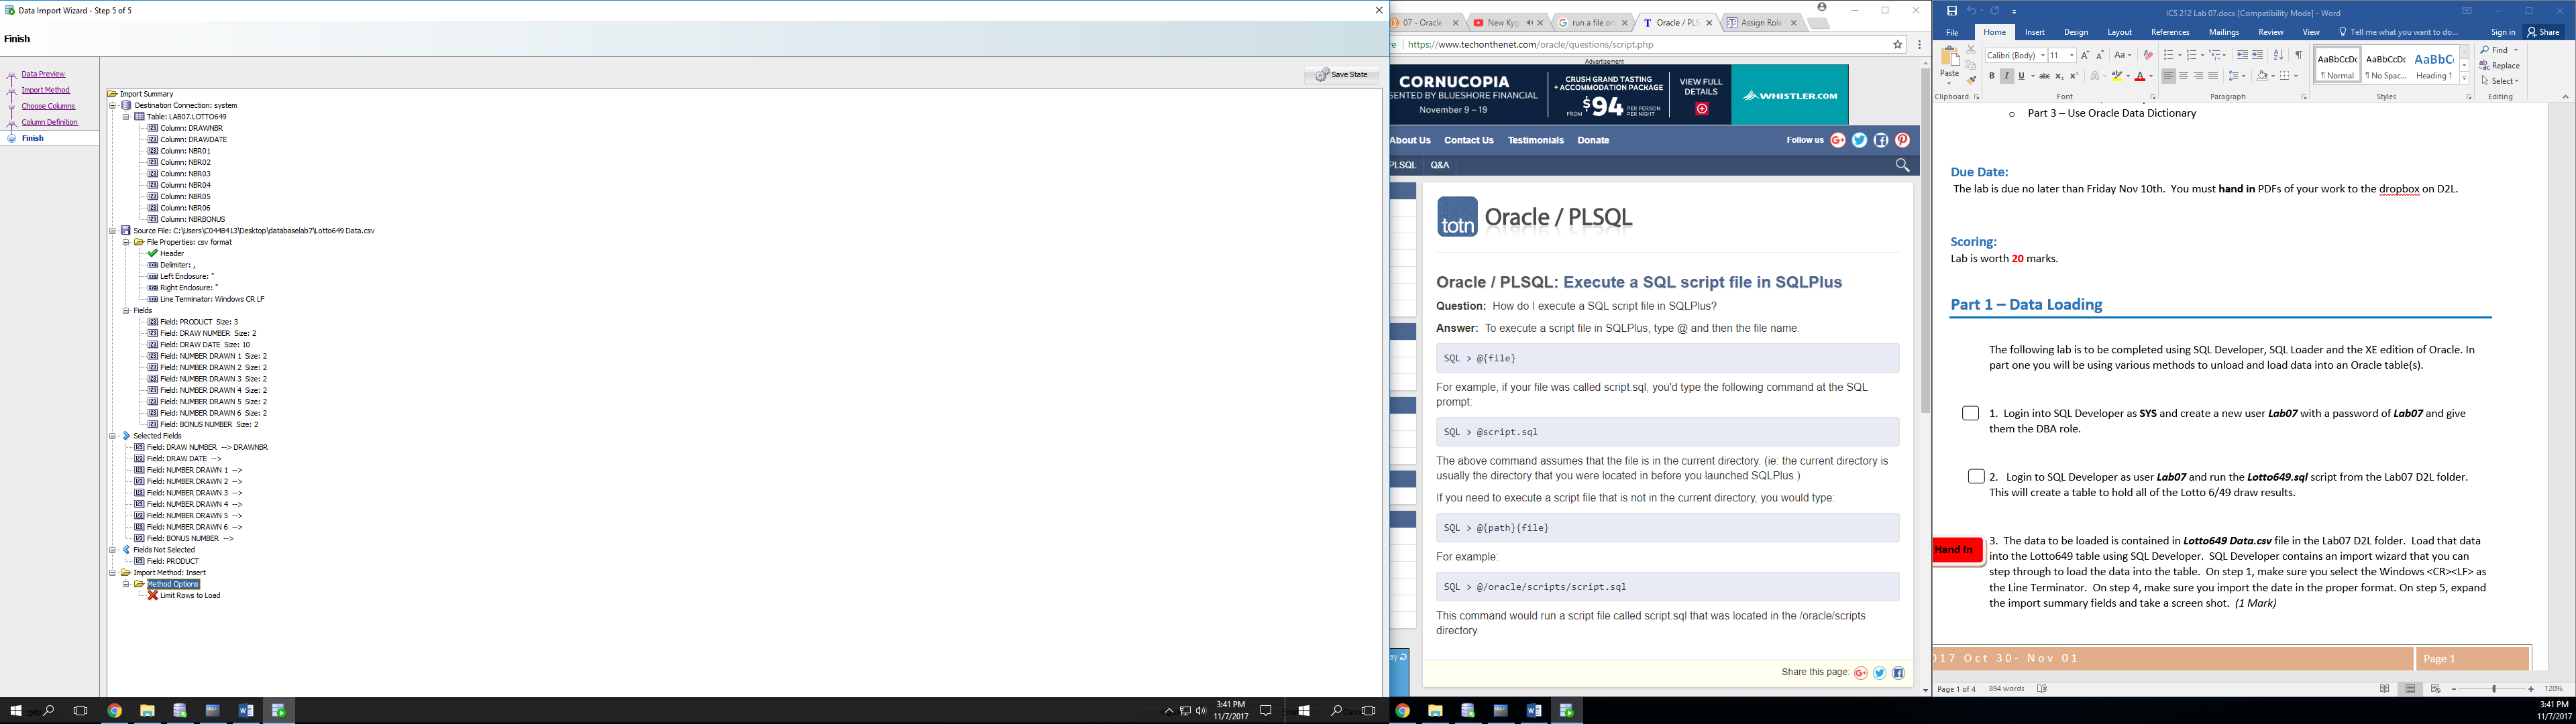 Data Import Wizard - Step 5 of 5
Finish
Data Preview
Import Method
Choose Columns
Column Definition
Finish
Save State
Import Summary
Destination Connection: system
Table: LAB07.LOTTO649
Column: DRAWNBR
Column: DRAWDATE
Column: NBR01
Column: NBR02
Column: NBR03
Column: NBR04
Column: NBR05
Column: NBR06
Column: NBRBONUS
Source File: C:\Users\C0448413\Desktop\databaselab7\Lotto649 Data.csv
File Properties: csv format
Header
Delimiter: ,
Left Enclosure: "
Right Enclosure: "
Line Terminator: Windows CR LF
Fields
Field: PRODUCT Size: 3
Field: DRAW NUMBER Size: 2
Field: DRAW DATE Size: 10
Field: NUMBER DRAWN 1 Size: 2
Field: NUMBER DRAWN 2 Size: 2
Field: NUMBER DRAWN 3 Size: 2
Field: NUMBER DRAWN 4 Size: 2
Field: NUMBER DRAWN 5 Size: 2
Field: NUMBER DRAWN 6 Size: 2
Field: BONUS NUMBER Size: 2
Selected Fields
Field: DRAW NUMBER --> DRAWNBR
Field: DRAW DATE -->
Field: NUMBER DRAWN 1 -->
Field: NUMBER DRAWN 2 -->
Field: NUMBER DRAWN 3 -->
Field: NUMBER DRAWN 4 -->
Field: NUMBER DRAWN 5 -->
Field: NUMBER DRAWN 6 -->
Field: BONUS NUMBER -->
Fields Not Selected
Field: PRODUCT
Import Method: Insert
Method Options
Limit Rows to Load
3:41 PM
11/7/2017
07 - Oracle
New Kyg
run a file or
Oracle / PLS
Assign Role
https://www.techonthenet.com/oracle/questions/script.php
Advertisement
CORNUCOPIA
SENTED BY BLUESHORE FINANCIAL
November 9 – 19
CRUSH GRAND TASTING
+ ACCOMMODATION PACKAGE
FROM $94 PER PERSON PER NIGHT
VIEW FULL DETAILS
WHISTLER.COM
About Us Contact Us Testimonials Donate
Follow us
PLSQL Q&A
totn Oracle / PLSQL
Oracle / PLSQL: Execute a SQL script file in SQLPlus
Question: How do I execute a SQL script file in SQLPlus?
Answer: To execute a script file in SQLPlus, type @ and then the file name.
SQL > @{file}
For example, if your file was called script.sql, you'd type the following command at the SQL
prompt:
SQL > @script.sql
The above command assumes that the file is in the current directory. (ie: the current directory is
usually the directory that you were located in before you launched SQLPlus.)
If you need to execute a script file that is not in the current directory, you would type:
SQL > @{path}{file}
For example:
SQL > @/oracle/scripts/script.sql
This command would run a script file called script.sql that was located in the /oracle/scripts
directory.
Share this page:
ICS 212 Lab 07.docx [Compatibility Mode] - Word
File Home Insert Design Layout References Mailings Review View Tell me what you want to do... Sign in Share
Paste
Calibri (Body) 11
B I U abc x₂ x²
AaBbCcDc AaBbCcDc AaBbC
¶ Normal ¶ No Spac... Heading 1
Find
Replace
Select
Clipboard Font Paragraph Styles Editing
o Part 3 – Use Oracle Data Dictionary
Due Date:
The lab is due no later than Friday Nov 10th. You must hand in PDFs of your work to the dropbox on D2L.
Scoring:
Lab is worth 20 marks.
Part 1 – Data Loading
The following lab is to be completed using SQL Developer, SQL Loader and the XE edition of Oracle. In
part one you will be using various methods to unload and load data into an Oracle table(s).
1. Login into SQL Developer as SYS and create a new user Lab07 with a password of Lab07 and give
them the DBA role.
2. Login to SQL Developer as user Lab07 and run the Lotto649.sql script from the Lab07 D2L folder.
This will create a table to hold all of the Lotto 6/49 draw results.
Hand In
3. The data to be loaded is contained in Lotto649 Data.csv file in the Lab07 D2L folder. Load that data
into the Lotto649 table using SQL Developer. SQL Developer contains an import wizard that you can
step through to load the data into the table. On step 1, make sure you select the Windows <CR><LF> as
the Line Terminator. On step 4, make sure you import the date in the proper format. On step 5, expand
the import summary fields and take a screen shot. (1 Mark)
017 Oct 30- Nov 01
Page 1
Page 1 of 4 894 words
120%
3:41 PM
11/7/2017